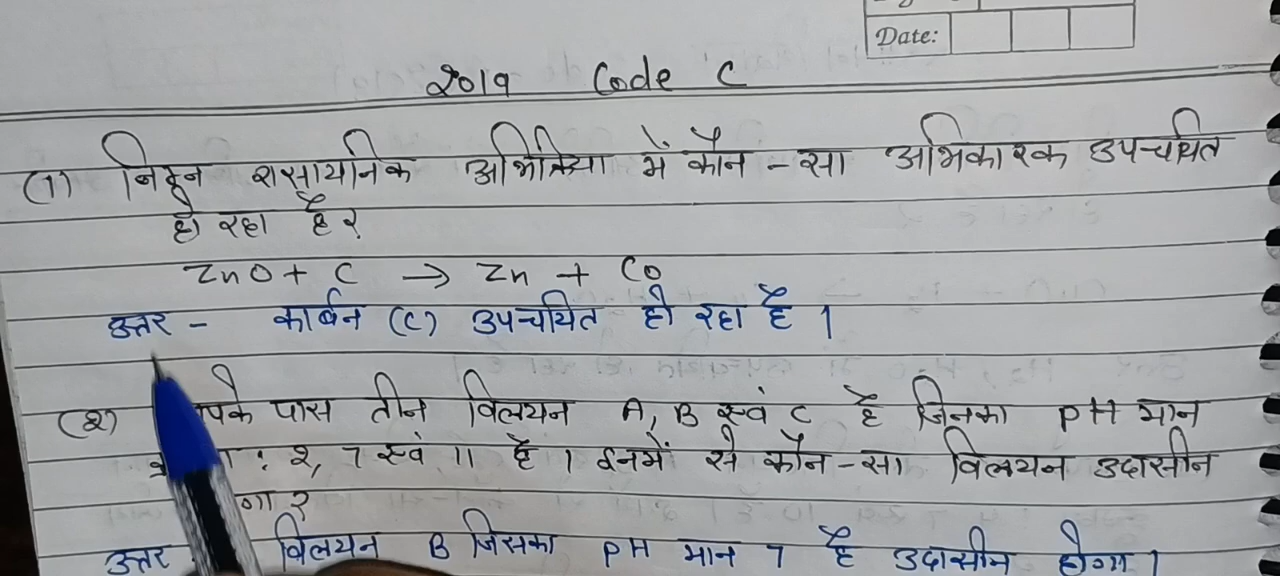 Date:
2019 Code C
(1) निम्न रासायनिक अभिक्रिया में कौन-सा अभिकारक उपचयित
हो रहा है?
ZnO + C → Zn + CO
उत्तर - कार्बन (C) उपचयित हो रहा है।
(2) पके पास तीन विलयन A, B एवं C है जिनका PH मान
: 2, 7 एवं 11 है। इनमें से कौन-सा विलयन उदासीन
गा?
उत्तर विलयन B जिसका PH मान 7 है उदासीन होगा।